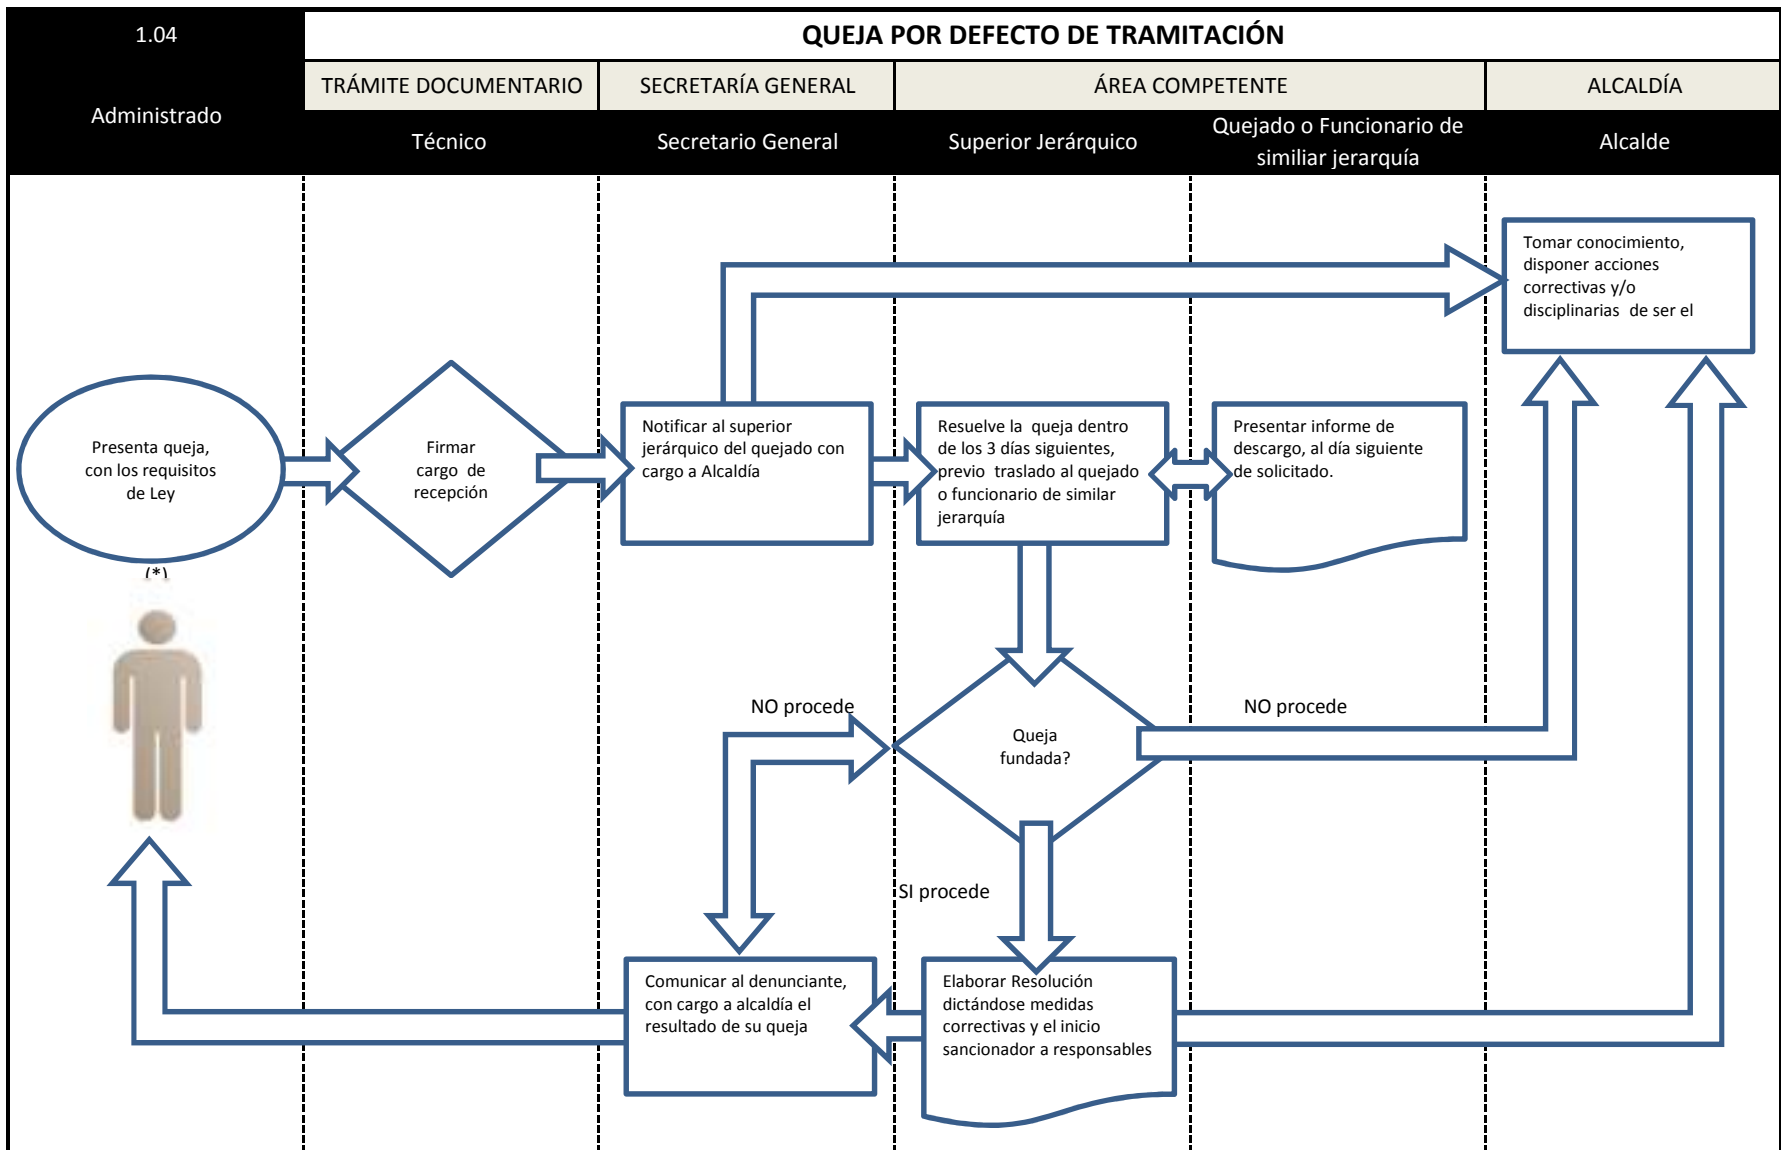 1.04
QUEJA POR DEFECTO DE TRAMITACIÓN
Administrado
TRÁMITE DOCUMENTARIO
SECRETARÍA GENERAL
ÁREA COMPETENTE
ALCALDÍA
Técnico
Secretario General
Superior Jerárquico
Quejado o Funcionario de
similiar jerarquía
Alcalde
Tomar conocimiento,
disponer acciones
correctivas y/o
disciplinarias de ser el
Presenta queja,
con los requisitos
de Ley
(*)
Firmar
cargo de
recepción
Notificar al superior
jerárquico del quejado con
cargo a Alcaldía
Resuelve la queja dentro
de los 3 días siguientes,
previo traslado al quejado
o funcionario de similar
jerarquía
Presentar informe de
descargo, al día siguiente
de solicitado.
NO procede
Queja
fundada?
NO procede
SI procede
Comunicar al denunciante,
con cargo a alcaldía el
resultado de su queja
Elaborar Resolución
dictándose medidas
correctivas y el inicio
sancionador a responsables